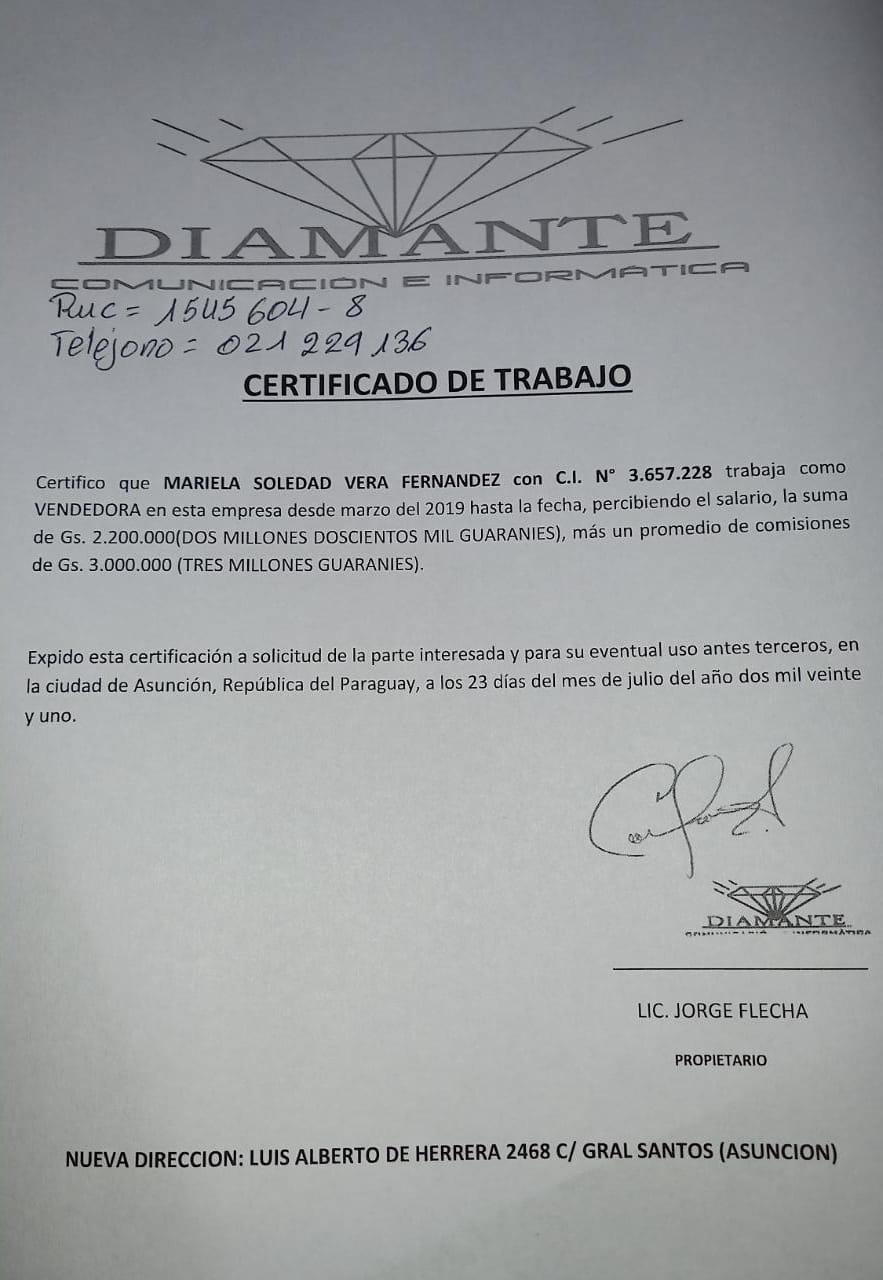 DIAMANTE
COMUNICACIÓN E INFORMATICA
Ruc = 1545 604 - 8
Telejono = 021 229 136
CERTIFICADO DE TRABAJO
Certifico que MARIELA SOLEDAD VERA FERNANDEZ con C.I. N° 3.657.228 trabaja como
VENDEDORA en esta empresa desde marzo del 2019 hasta la fecha, percibiendo el salario, la suma
de Gs. 2.200.000(DOS MILLONES DOSCIENTOS MIL GUARANIES), más un promedio de comisiones
de Gs. 3.000.000 (TRES MILLONES GUARANIES).
Expido esta certificación a solicitud de la parte interesada y para su eventual uso antes terceros, en
la ciudad de Asunción, República del Paraguay, a los 23 días del mes de julio del año dos mil veinte
y uno.
DIAMANTE
INFORMÁTICA
LIC. JORGE FLECHA
PROPIETARIO
NUEVA DIRECCION: LUIS ALBERTO DE HERRERA 2468 C/ GRAL SANTOS (ASUNCION)